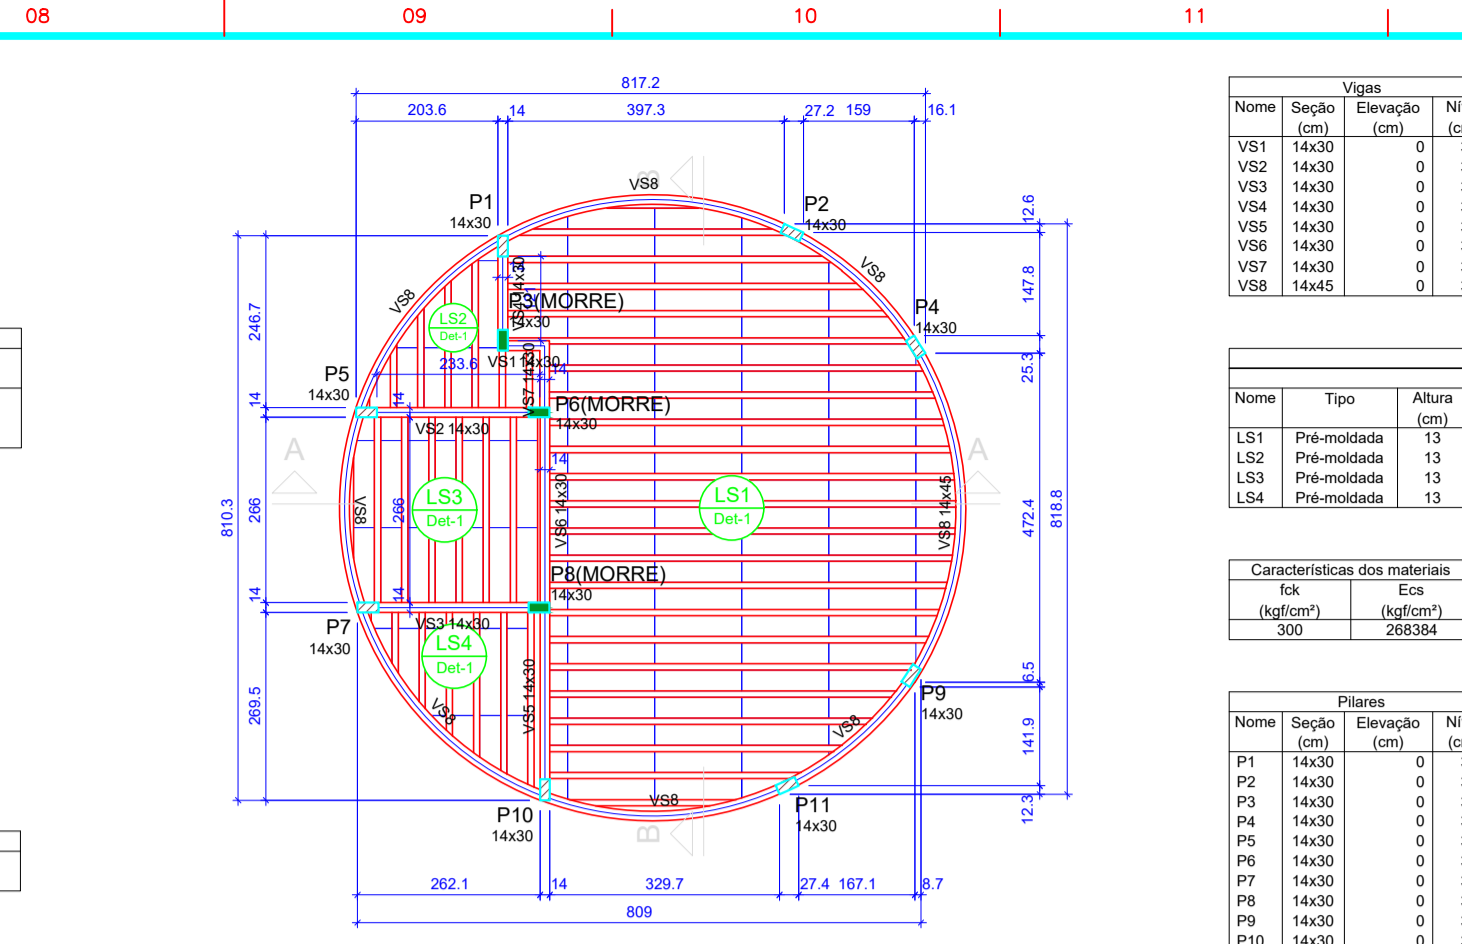 08
09
10
11
817.2
203.6
14
397.3
27.2
159
16.1
VS8
B
P1
14x30
P2
14x30
12.6
VS8
VS8
147.8
P4
14x30
25.3
246.7
LS2
Det-1
VS4 14x30
P3(MORRE)
14x30
VS1 14x30
233.6
14
P5
14x30
14
14
VS7 14x30
P6(MORRE)
14x30
VS2 14x30
A
A
14
810.3
266
VS8
266
LS3
Det-1
VS6 14x30
LS1
Det-1
VS8 14x45
472.4
818.8
P8(MORRE)
14x30
14
14
VS3 14x30
P7
14x30
LS4
Det-1
269.5
VS8
VS5 14x30
6.5
P9
14x30
VS8
141.9
VS8
B
P10
14x30
P11
14x30
12.3
262.1
14
329.7
27.4
167.1
8.7
809
Vigas
Nome Seção Elevação
(cm) (cm)
VS1 14x30 0
VS2 14x30 0
VS3 14x30 0
VS4 14x30 0
VS5 14x30 0
VS6 14x30 0
VS7 14x30 0
VS8 14x45 0
Nome Tipo Altura
(cm)
LS1 Pré-moldada 13
LS2 Pré-moldada 13
LS3 Pré-moldada 13
LS4 Pré-moldada 13
Características dos materiais
fck Ecs
(kgf/cm²) (kgf/cm²)
300 268384
Pilares
Nome Seção Elevação
(cm) (cm)
P1 14x30 0
P2 14x30 0
P3 14x30 0
P4 14x30 0
P5 14x30 0
P6 14x30 0
P7 14x30 0
P8 14x30 0
P9 14x30 0
P10 14x30 0